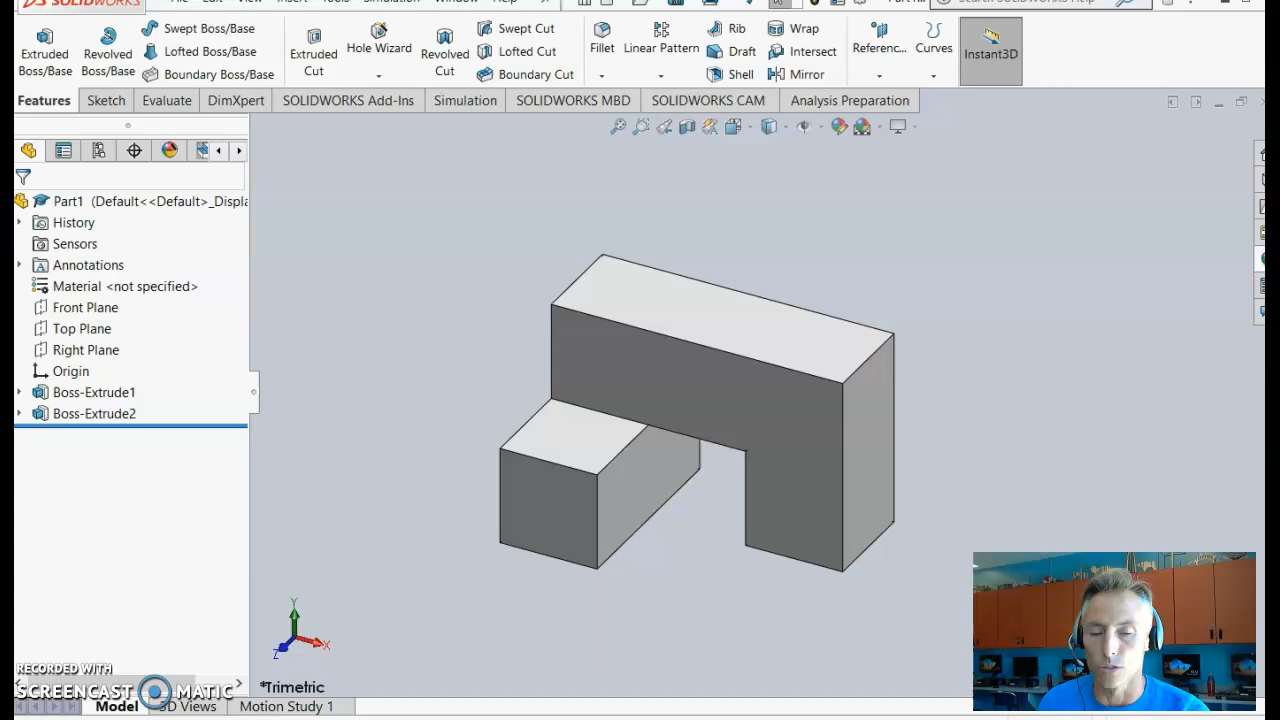 SOLIDWORKS
Extruded Boss/Base
Revolved Boss/Base
Swept Boss/Base
Lofted Boss/Base
Boundary Boss/Base
Extruded Cut
Hole Wizard
Revolved Cut
Swept Cut
Lofted Cut
Boundary Cut
Fillet
Linear Pattern
Rib
Draft
Shell
Wrap
Intersect
Mirror
Referenc...
Curves
Instant3D
Features Sketch Evaluate DimXpert SOLIDWORKS Add-Ins Simulation SOLIDWORKS MBD SOLIDWORKS CAM Analysis Preparation
Part1 (Default<<Default>_Displa
History
Sensors
Annotations
Material <not specified>
Front Plane
Top Plane
Right Plane
Origin
Boss-Extrude1
Boss-Extrude2
Y
X
Z
*Trimetric
RECORDED WITH
SCREENCAST MATIC
Model 3D Views Motion Study 1